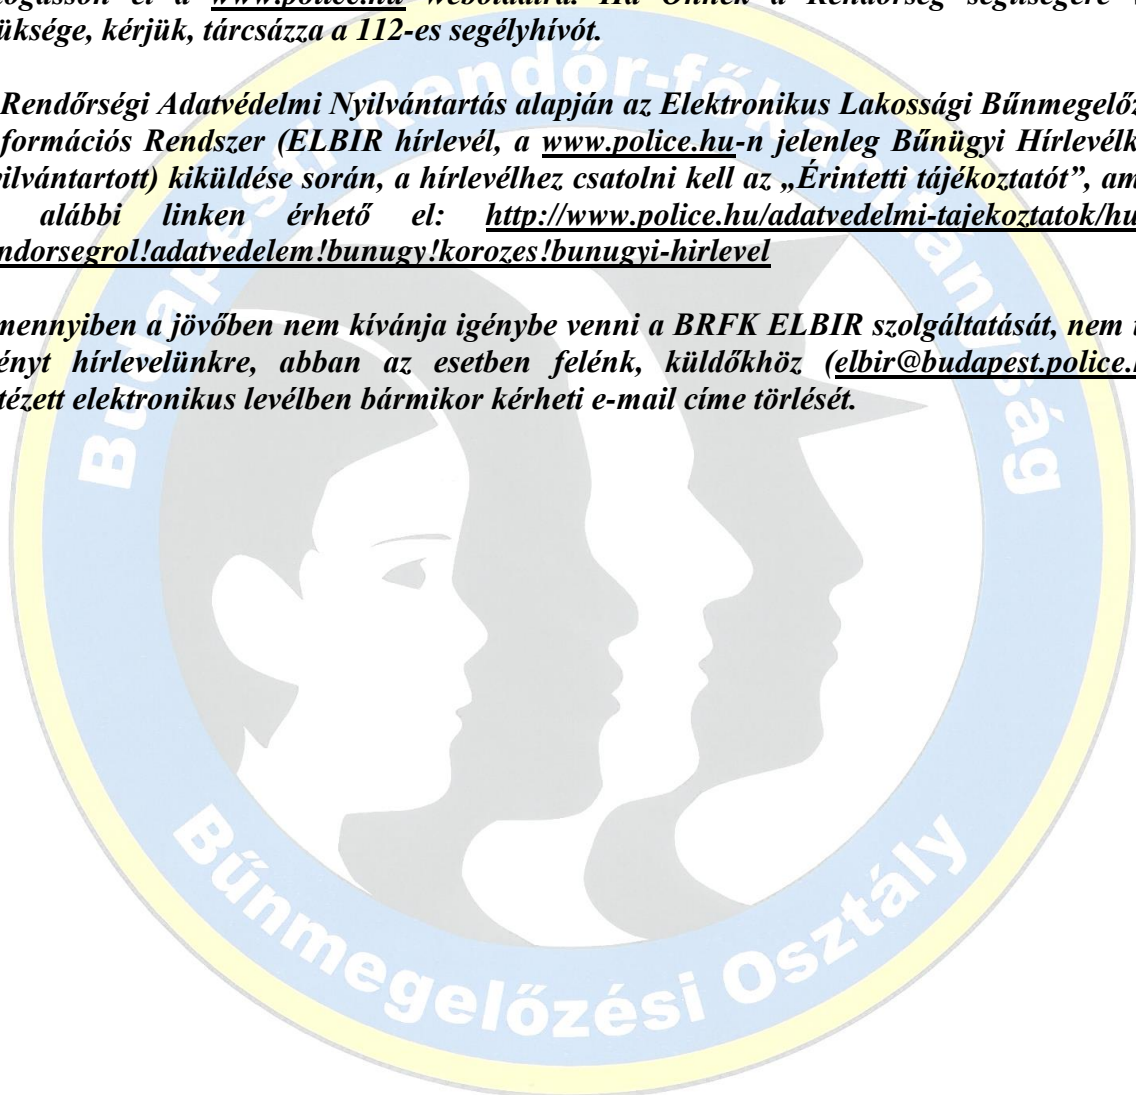 el a www.police.hu weboldalra. Ha Önnek a Rendőrség segítségére
kérjük, tárcsázza a 112-es segélyhívót.
Rendőrségi Adatvédelmi Nyilvántartás alapján az Elektronikus Lakossági Bűnmegelőz
formációs Rendszer (ELBIR hírlevél, a www.police.hu-n jelenleg Bűnügyi Hírlevélk
ilvántartott) kiküldése során, a hírlevélhez csatolni kell az „Érintetti tájékoztatót”, am
alábbi linken érhető el: http://www.police.hu/adatvedelmi-tajekoztatok/hu
ndorsegrol!adatvedelem!bunugy!korozes!bunugyi-hirlevel
mennyiben a jövőben nem kívánja igénybe venni a BRFK ELBIR szolgáltatását, nem
ényt hírlevelünkre, abban az esetben felénk, küldőkhöz (elbir@budapest.police.
tézett elektronikus levélben bármikor kérheti e-mail címe törlését.
Budapesti Rendőr-főkapitányság
Bűnmegelőzési Osztály